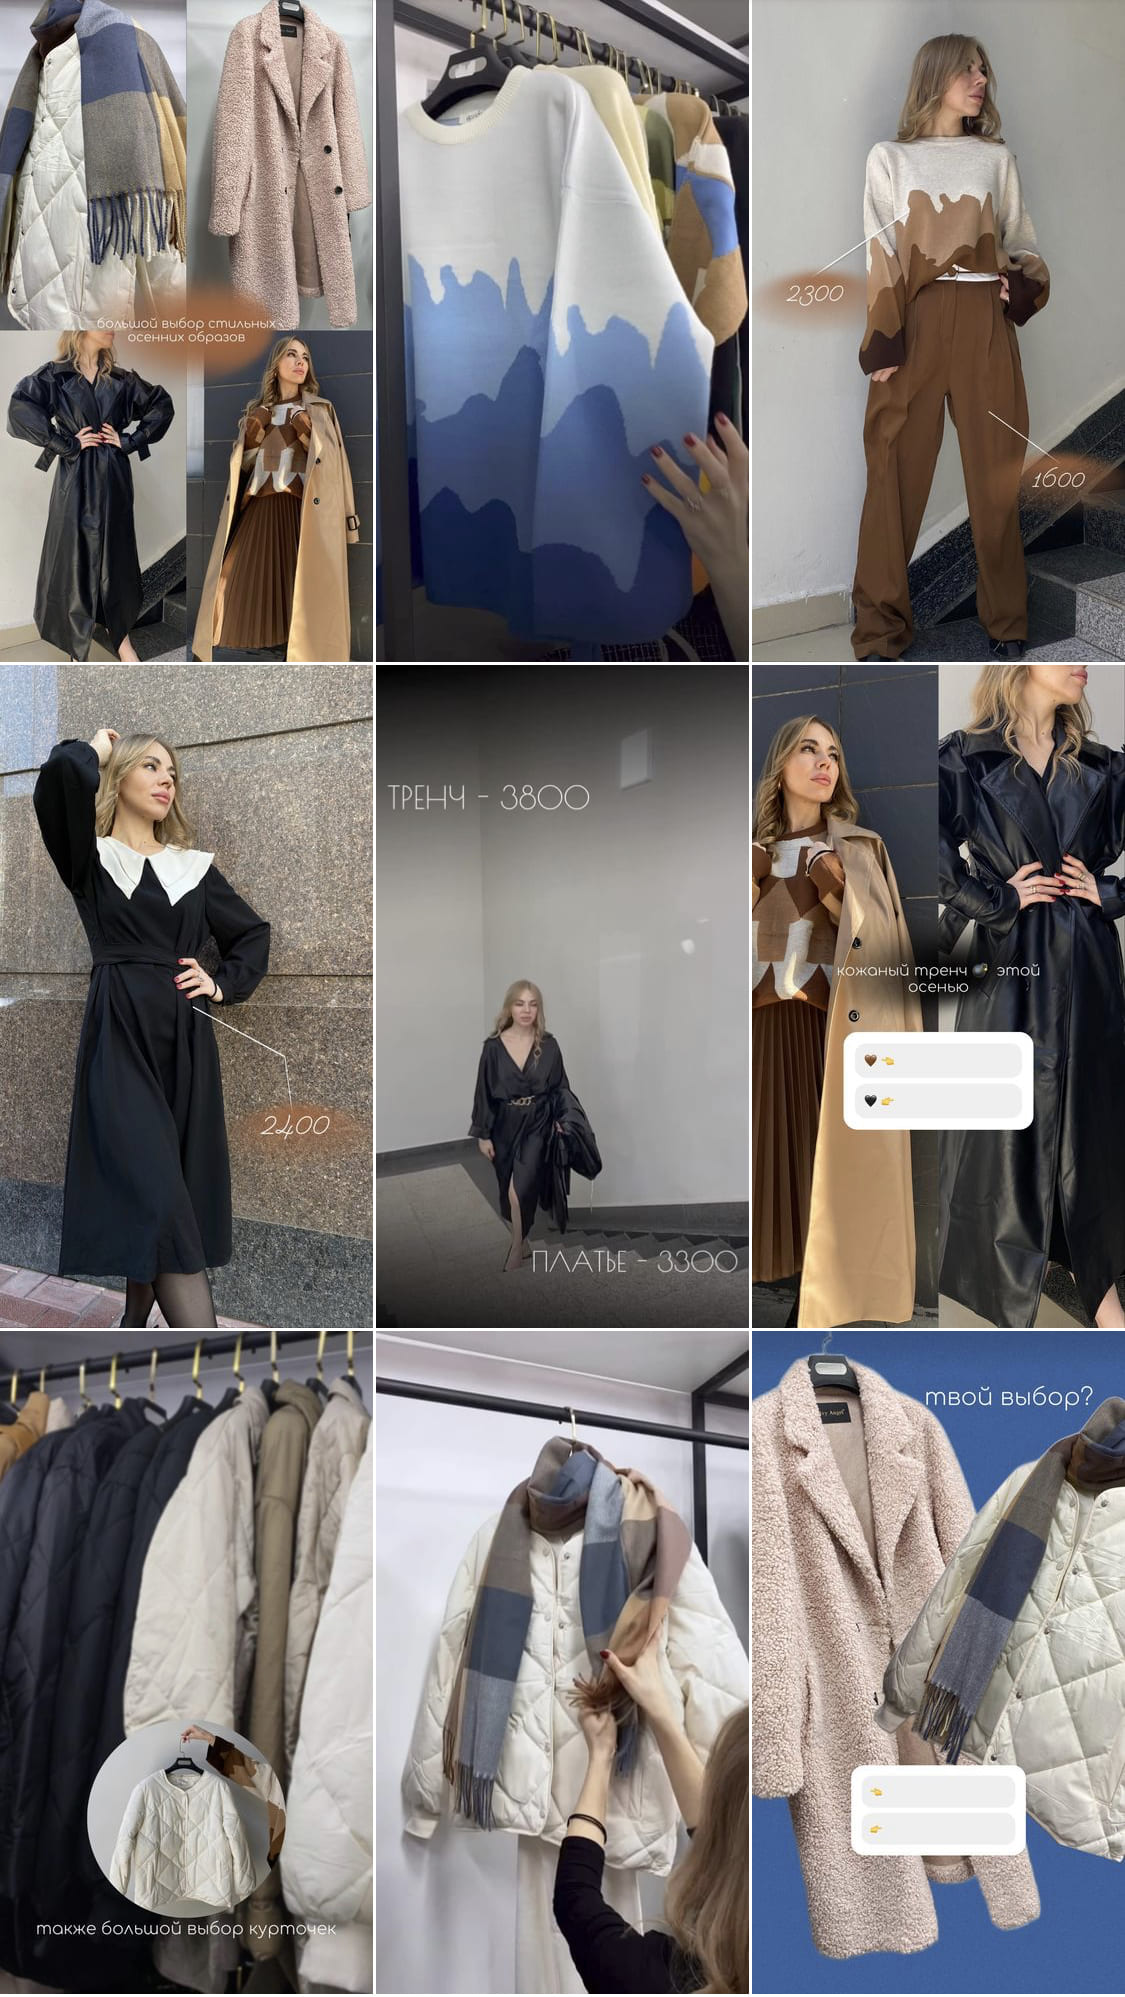 большой выбор стильных
осенних образов
2300
1600
2400
ТРЕНЧ - 3800
ПЛАТЬЕ - 3300
кожаный тренч 💣 этой
осенью
🤎 👈
🖤 👉
также большой выбор курточек
твой выбор?
👈
👉